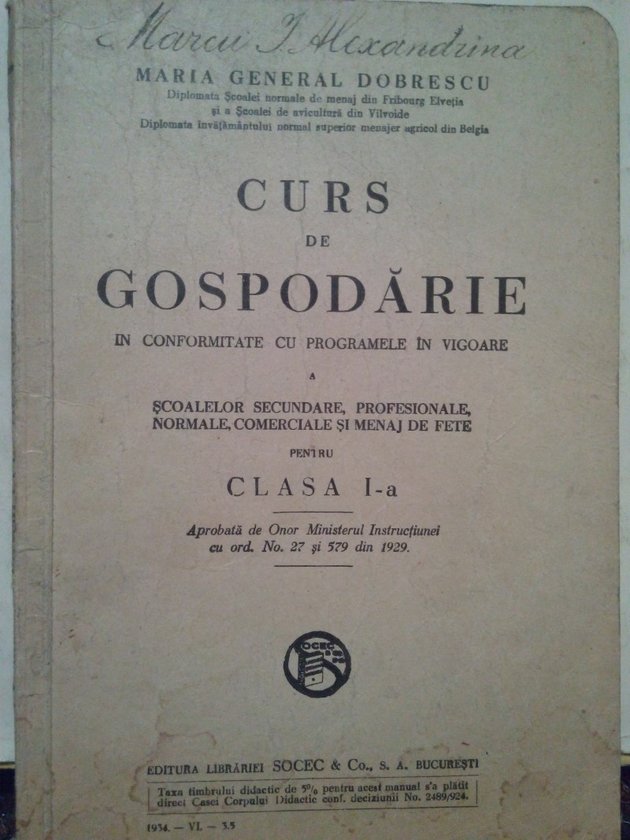 Marcu I. Alexandrina
MARIA GENERAL DOBRESCU
Diplomata Școalei normale de menaj din Fribourg Elveția
și a Școalei de avicultură din Vilvoide
Diplomata învățământului normal superior menajer agricol din Belgia
CURS
DE
GOSPODĂRIE
IN CONFORMITATE CU PROGRAMELE ÎN VIGOARE
A
ȘCOALELOR SECUNDARE, PROFESIONALE,
NORMALE, COMERCIALE ȘI MENAJ DE FETE
PENTRU
CLASA I-a
Aprobată de Onor Ministerul Instrucțiunei
cu ord. No. 27 și 579 din 1929.
SOCEC
EDITURA LIBRĂRIEI SOCEC & Co., S. A. BUCUREȘTI
Taxa timbrului didactic de 5% pentru acest manual s'a plătit
direct Casei Corpului Didactic conf. deciziunii No. 2489/924.
1934. — VI. — 3.5